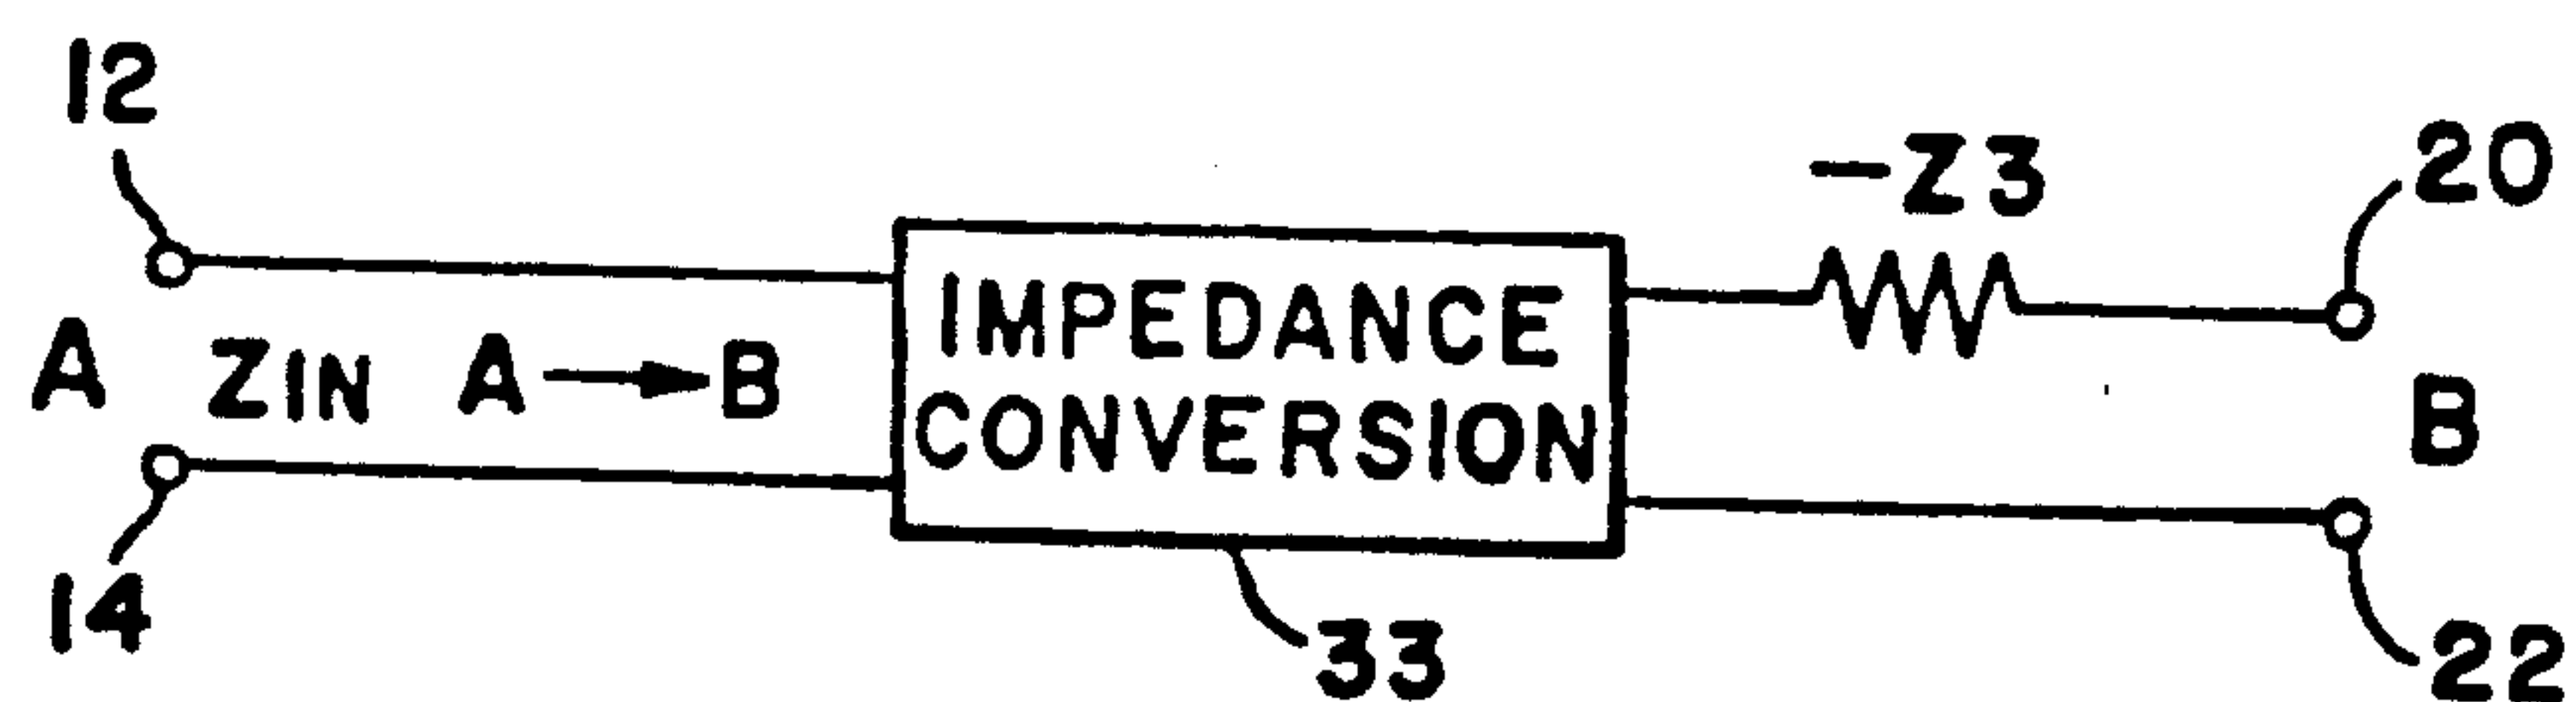 12
-Z3
20
IMPEDANCE
CONVERSION
A ZIN A→B
B
14
33
22